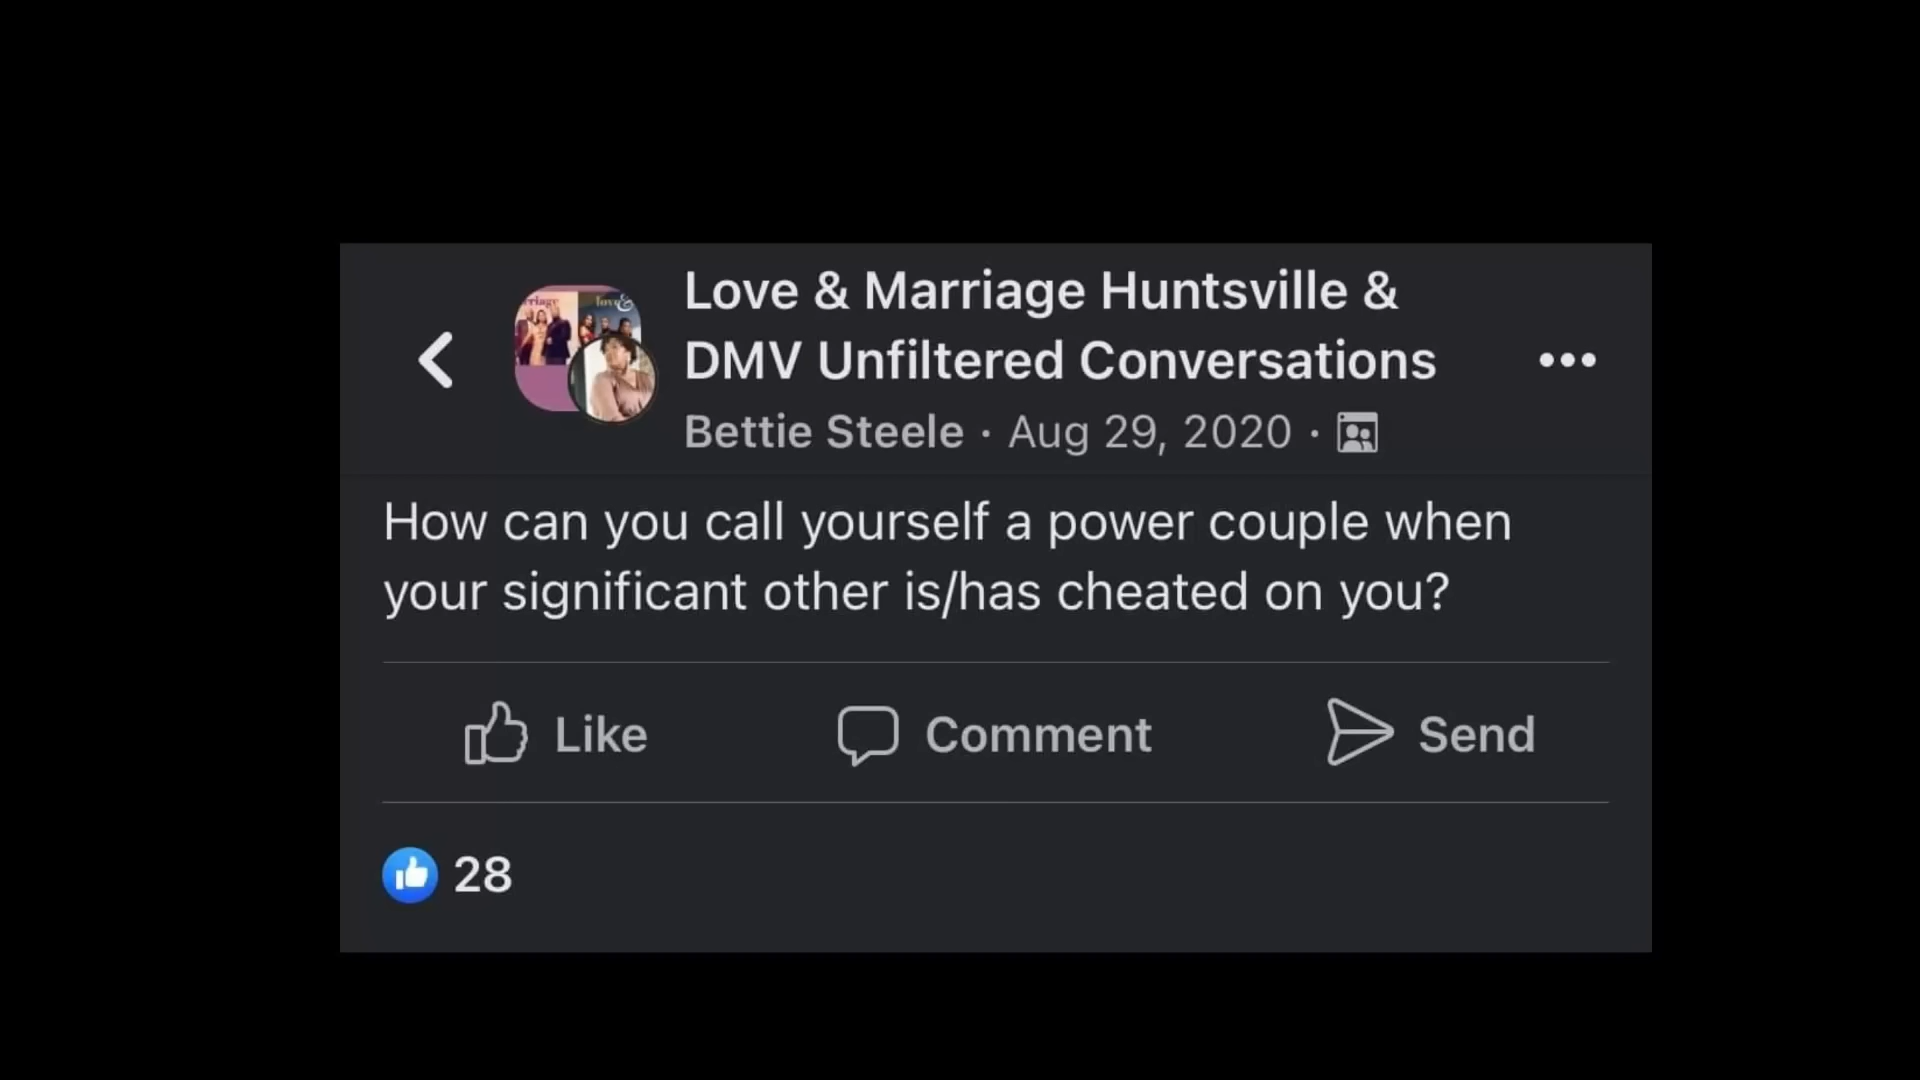 Love & Marriage Huntsville &
DMV Unfiltered Conversations
Bettie Steele · Aug 29, 2020 ·
How can you call yourself a power couple when
your significant other is/has cheated on you?
Like
Comment
Send
28